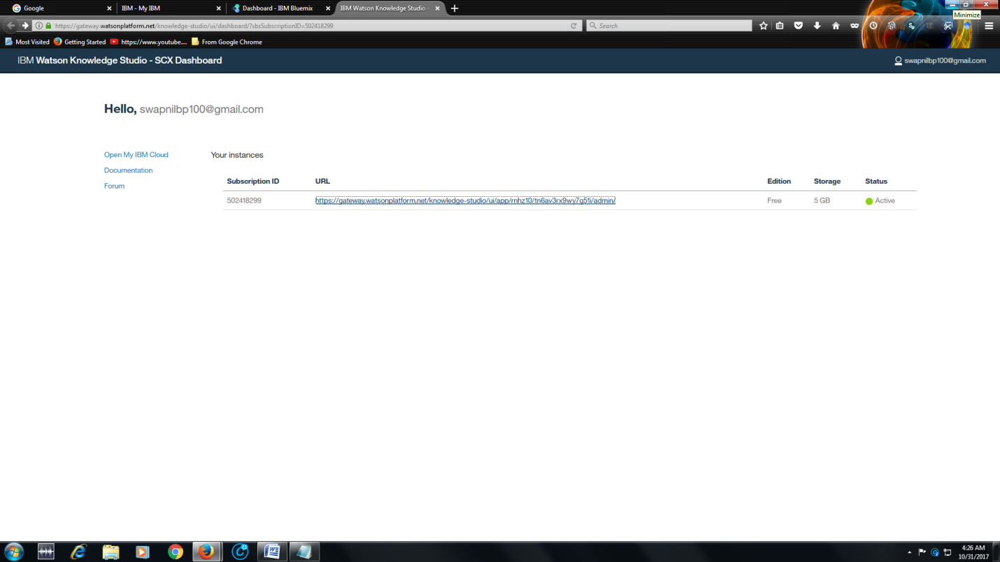 Google
IBM - My IBM
Dashboard - IBM Bluemix
IBM Watson Knowledge Studio -
Minimize
https://gateway.watsonplatform.net/knowledge-studio/ui/dashboard/?sbsSubscriptionID=502418299
Search
Most Visited
Getting Started
https://www.youtube....
From Google Chrome
IBM Watson Knowledge Studio - SCX Dashboard
swapnilbp100@gmail.com
Hello, swapnilbp100@gmail.com
Open My IBM Cloud
Documentation
Forum
Your instances
Subscription ID URL Edition Storage Status
502418299 https://gateway.watsonplatform.net/knowledge-studio/ui/app/rnhz10/tn6av3rx9wy7g51i/admin/ Free 5 GB Active
4:26 AM
10/31/2017